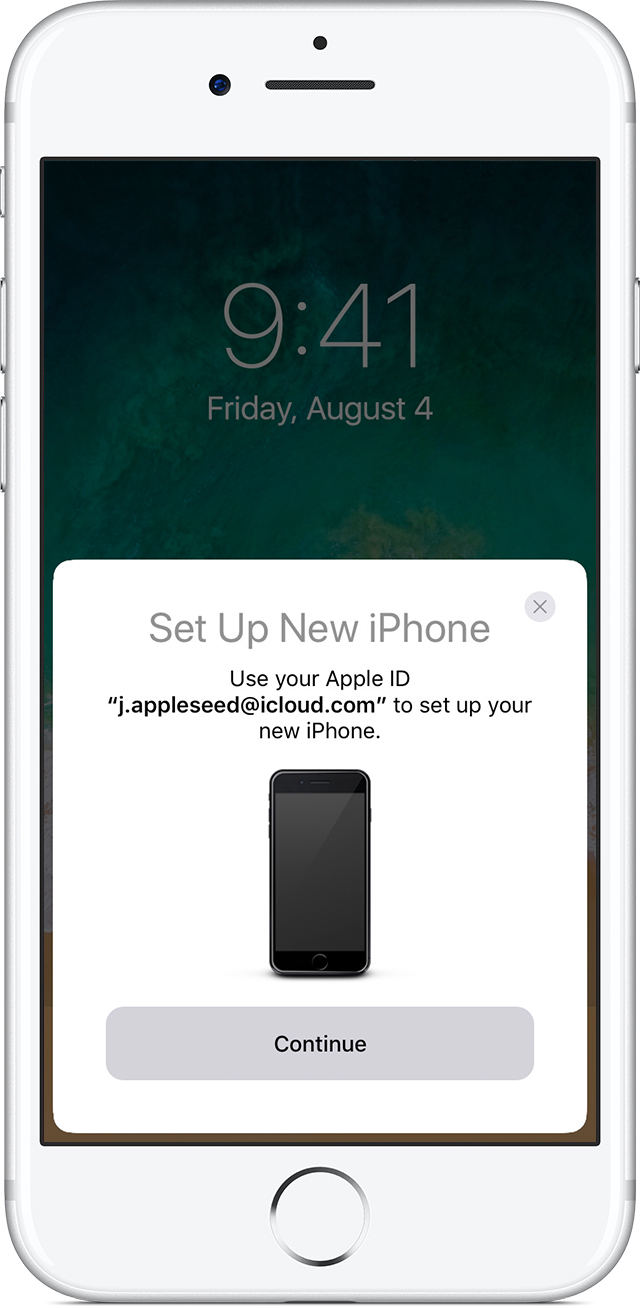 9:41
Friday, August 4
Set Up New iPhone
Use your Apple ID
“j.appleseed@icloud.com” to set up your
new iPhone.
Continue